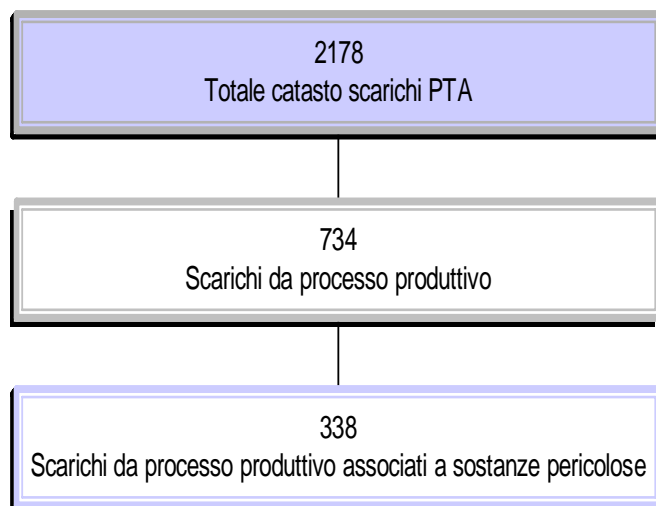 2178
Totale catasto scarichi PTA
734
Scarichi da processo produttivo
338
Scarichi da processo produttivo associati a sostanze pericolose